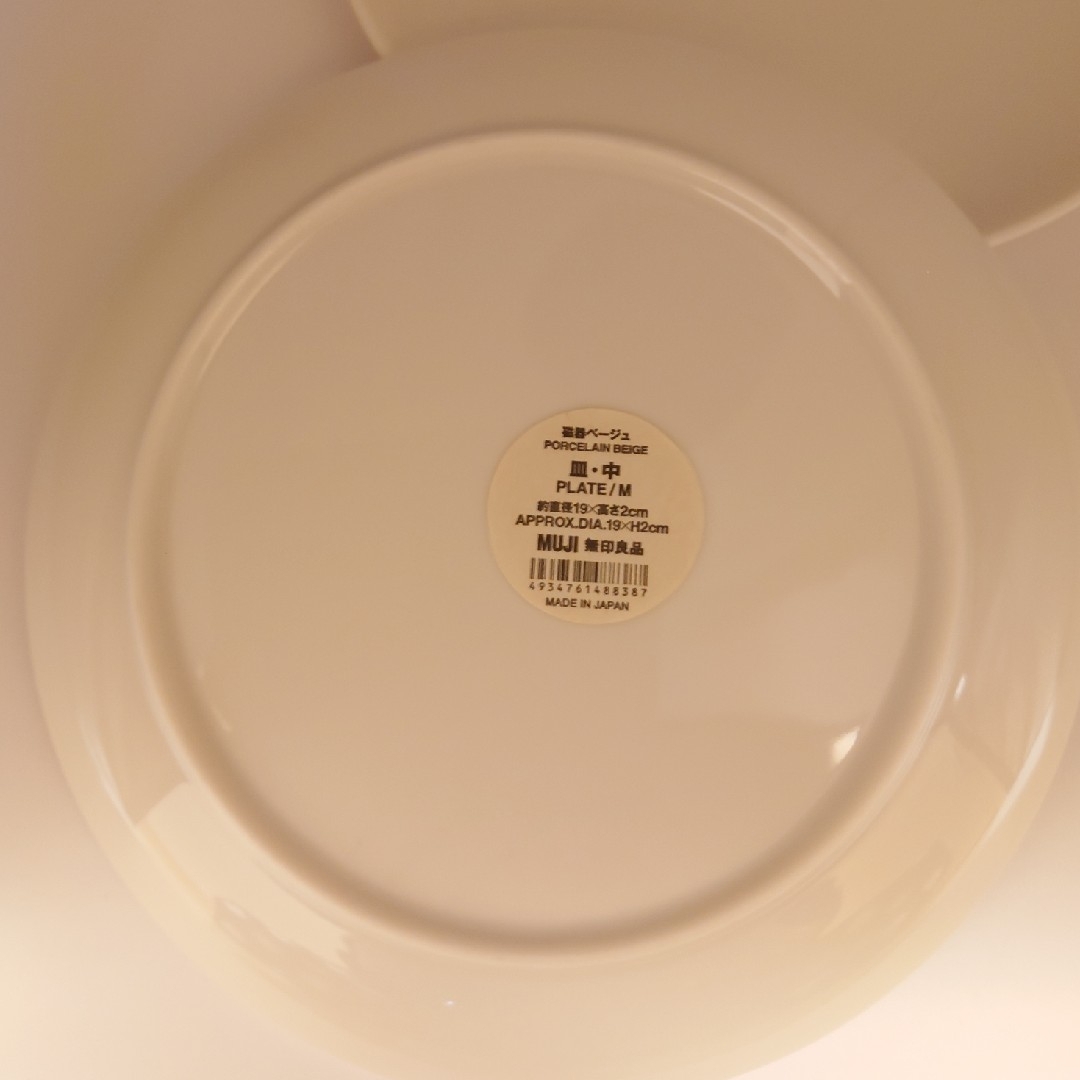 磁器ベージュ
PORCELAIN BEIGE
皿・中
PLATE/M
約直径19×高さ2cm
APPROX.DIA.19×H2cm
MUJI 無印良品
4934761488387
MADE IN JAPAN